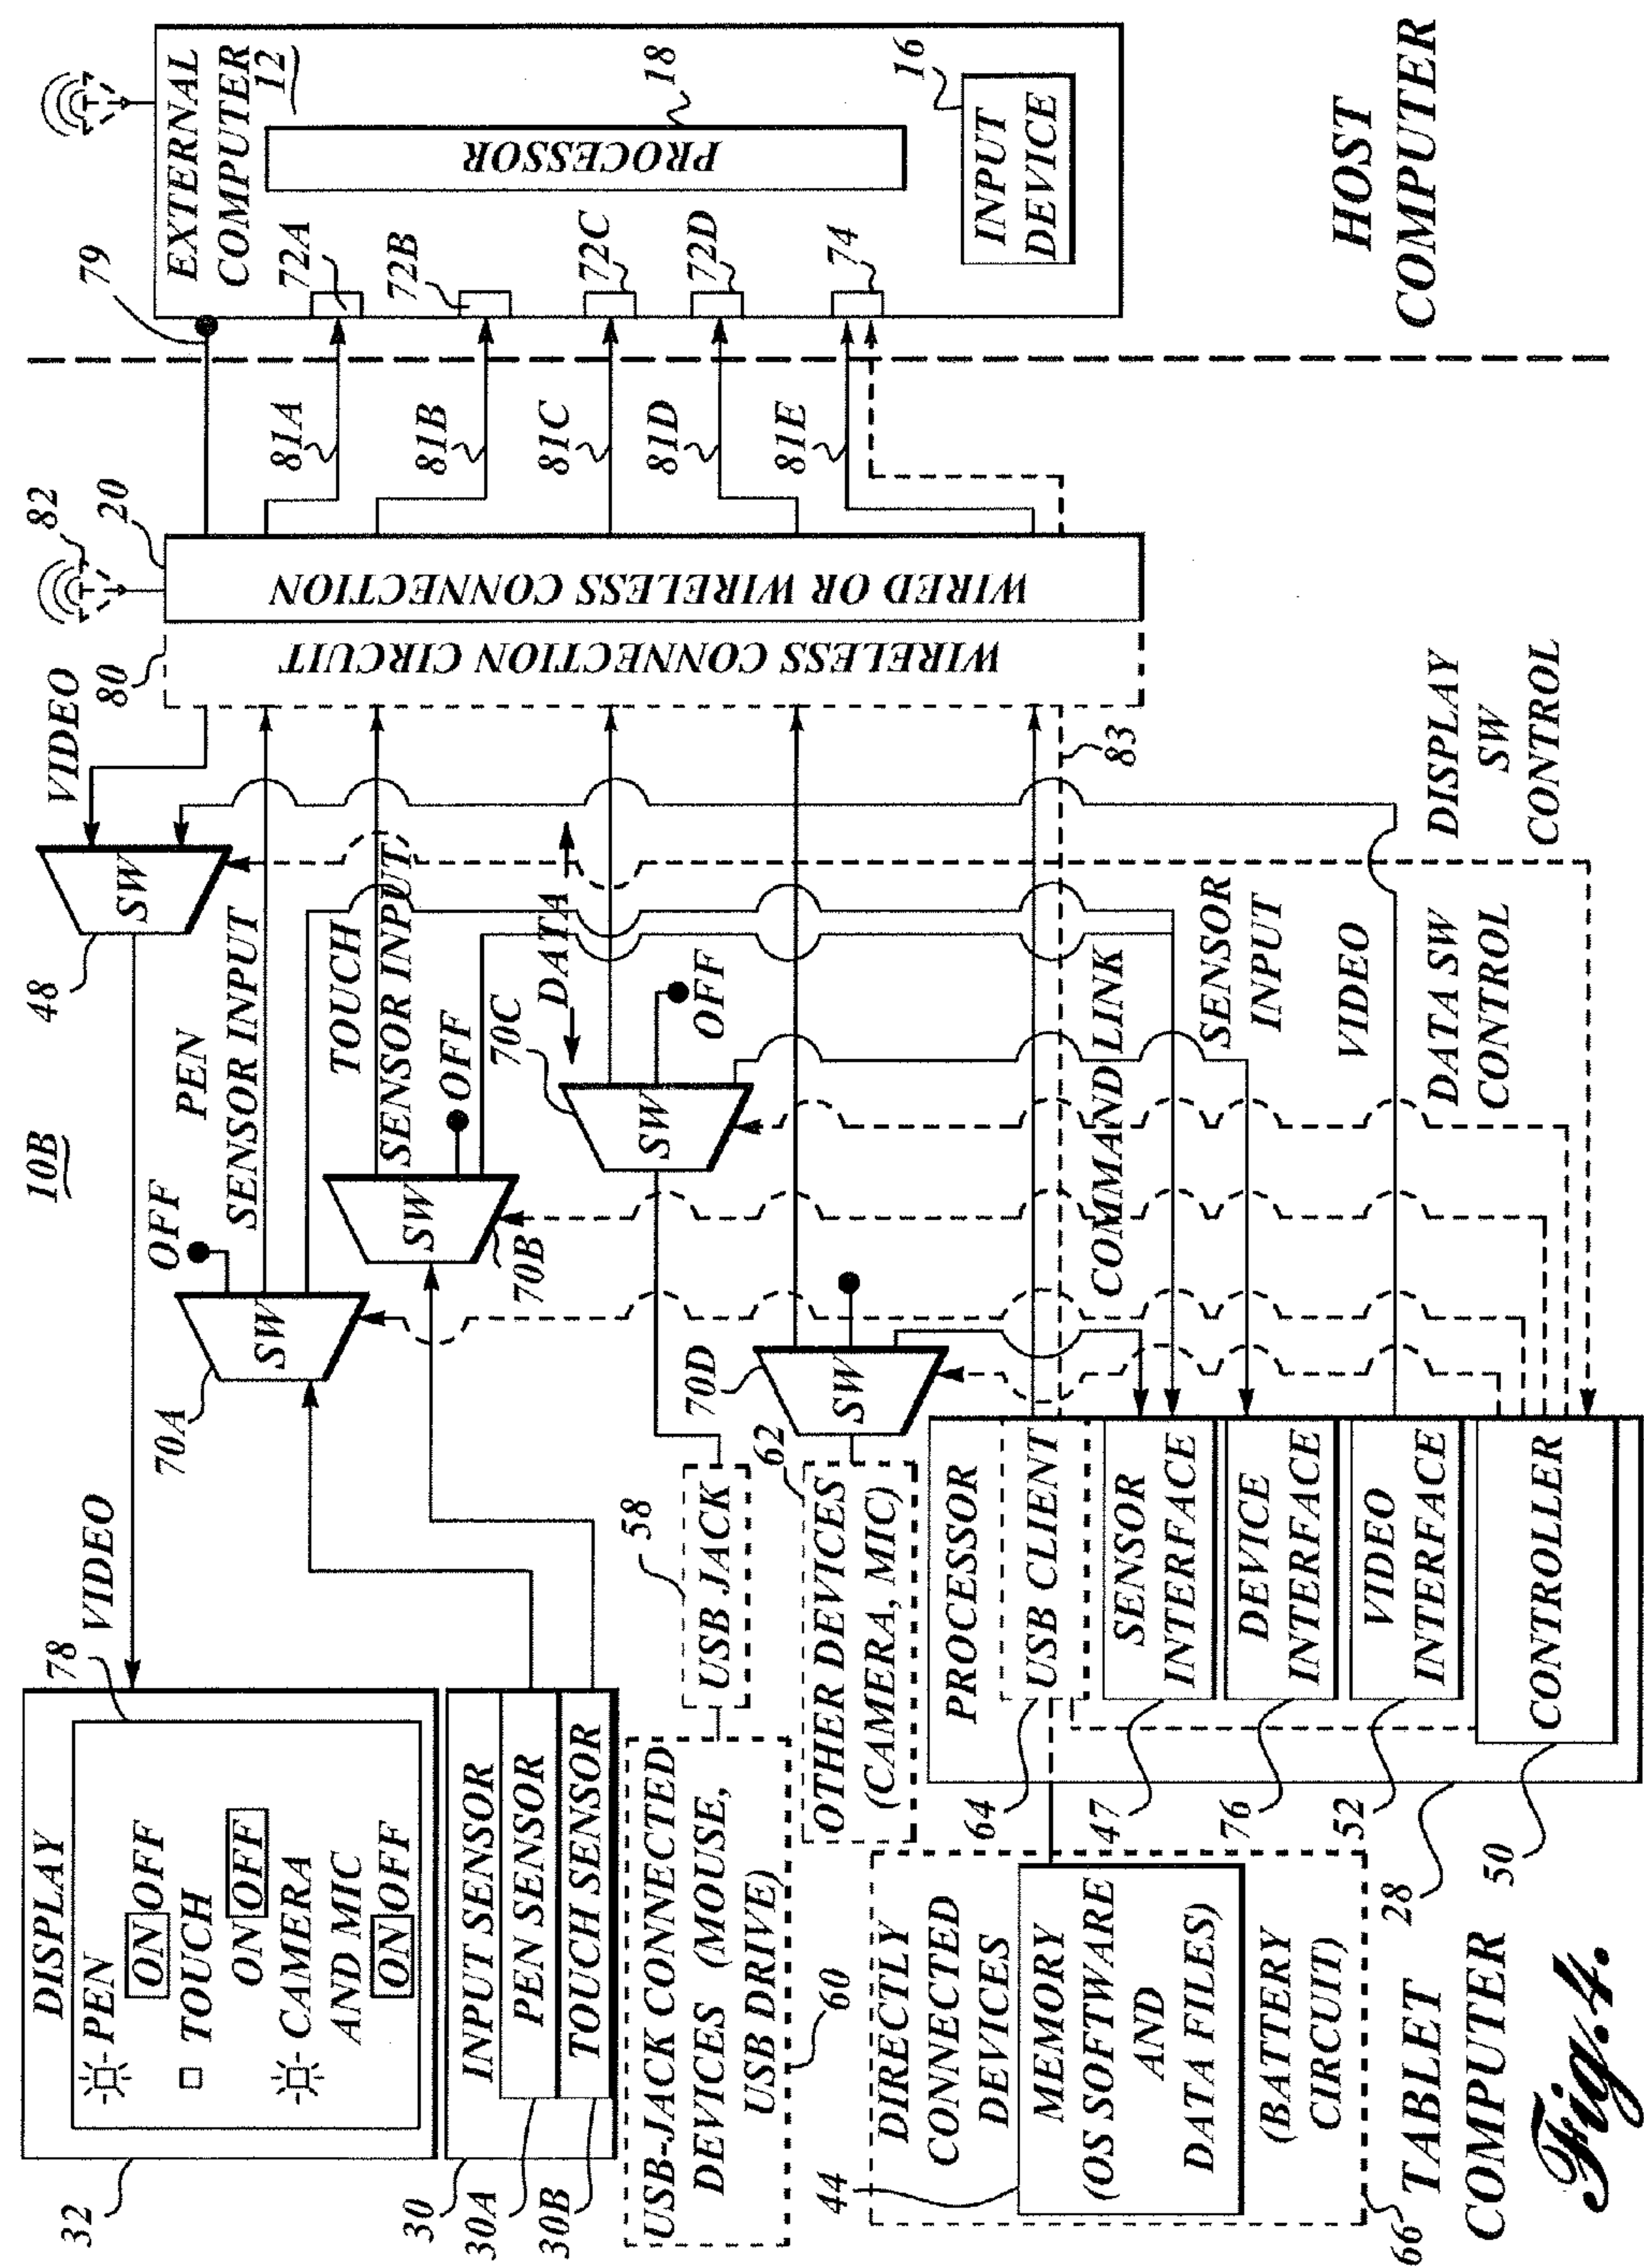 10B
DISPLAY
PEN
ON OFF
TOUCH
ON OFF
CAMERA
AND MIC
ON OFF
32
78
VIDEO
48
SW
VIDEO
INPUT SENSOR
PEN SENSOR
TOUCH SENSOR
30
30A
30B
70A
SW
OFF
PEN
SENSOR INPUT
70B
SW
OFF
TOUCH
SENSOR INPUT
USB-JACK CONNECTED
DEVICES (MOUSE,
USB DRIVE)
60
58
USB JACK
70C
SW
OFF
DATA
OTHER DEVICES
(CAMERA, MIC)
62
70D
SW
DIRECTLY
CONNECTED
DEVICES
MEMORY
(OS SOFTWARE
AND
DATA FILES)
(BATTERY
CIRCUIT)
44
66
PROCESSOR
USB CLIENT
SENSOR
INTERFACE
DEVICE
INTERFACE
VIDEO
INTERFACE
CONTROLLER
64
47
76
52
28
50
COMMAND LINK
SENSOR
INPUT
VIDEO
DATA SW
CONTROL
DISPLAY
SW
CONTROL
83
80
82
20
WIRELESS CONNECTION CIRCUIT
WIRED OR WIRELESS CONNECTION
79
81A
81B
81C
81D
81E
EXTERNAL
COMPUTER
12
72A
72B
72C
72D
74
PROCESSOR
18
16
INPUT
DEVICE
TABLET
COMPUTER
HOST
COMPUTER
Fig.4.